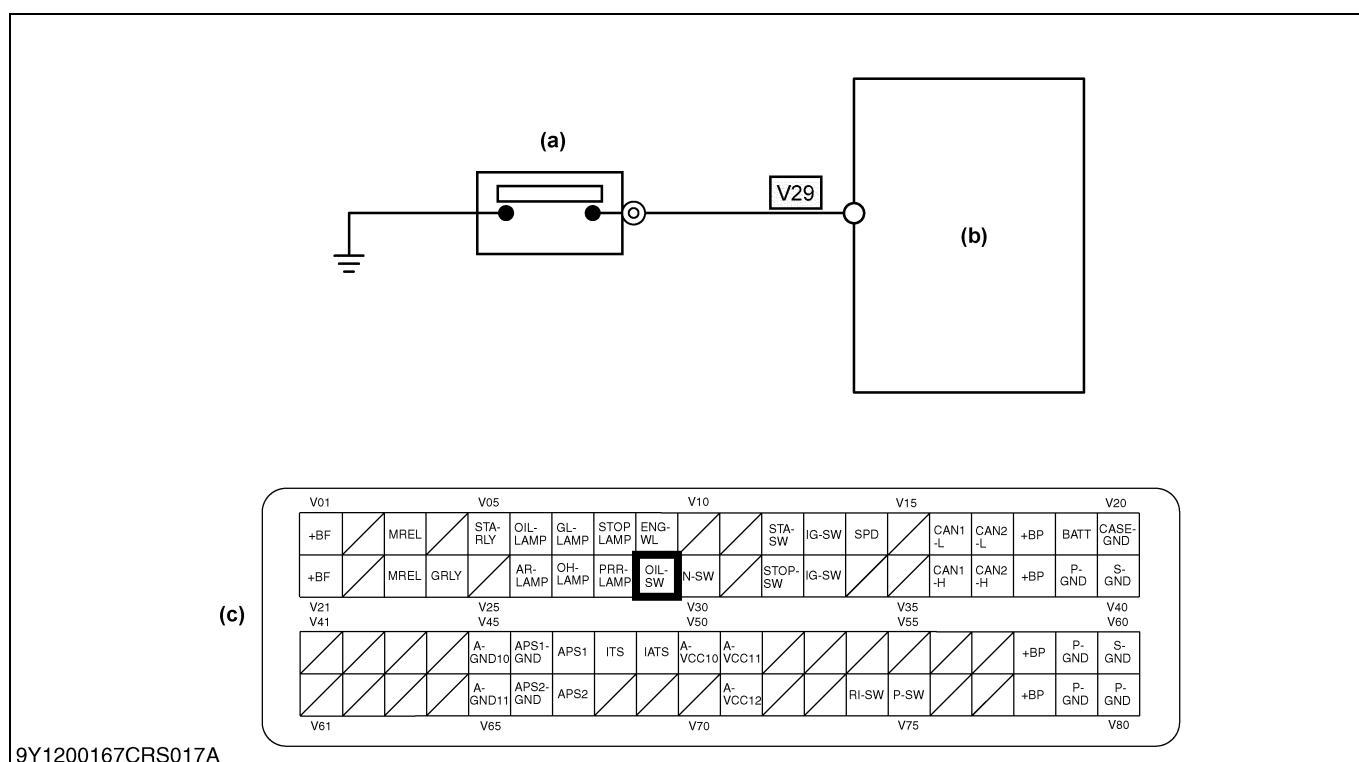 (a)
V29
(b)
(c)
V01 V05 V10 V15 V20
+BF MREL STA-RLY OIL-LAMP GL-LAMP STOP LAMP ENG-WL STA-SW IG-SW SPD CAN1-L CAN2-L +BP BATT CASE-GND
+BF MREL GRLY AR-LAMP OH-LAMP PRR-LAMP OIL-SW N-SW STOP-SW IG-SW CAN1-H CAN2-H +BP P-GND S-GND
V21 V25 V30 V35 V40
V41 V45 V50 V55 V60
A-GND10 APS1-GND APS1 ITS IATS A-VCC10 A-VCC11 +BP P-GND S-GND
A-GND11 APS2-GND APS2 A-VCC12 RI-SW P-SW +BP P-GND P-GND
V61 V65 V70 V75 V80
9Y1200167CRS017A